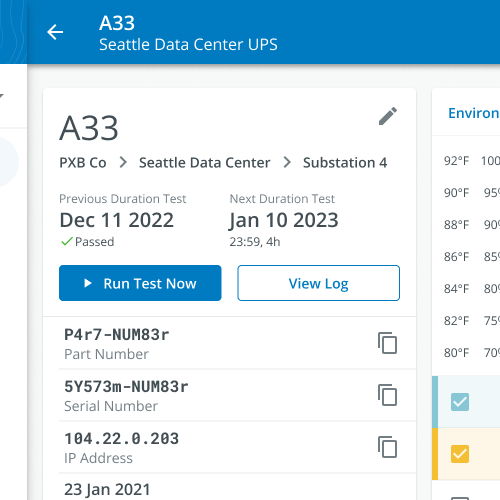 A33
Seattle Data Center UPS
A33
PXB Co > Seattle Data Center > Substation 4
Previous Duration Test
Dec 11 2022
Passed
Next Duration Test
Jan 10 2023
23:59, 4h
Run Test Now
View Log
P4r7-NUM83r
Part Number
5Y573m-NUM83r
Serial Number
104.22.0.203
IP Address
23 Jan 2021
Environ
92°F 100
90°F 95%
88°F 90%
86°F 85%
84°F 80%
82°F 75%
80°F 70%